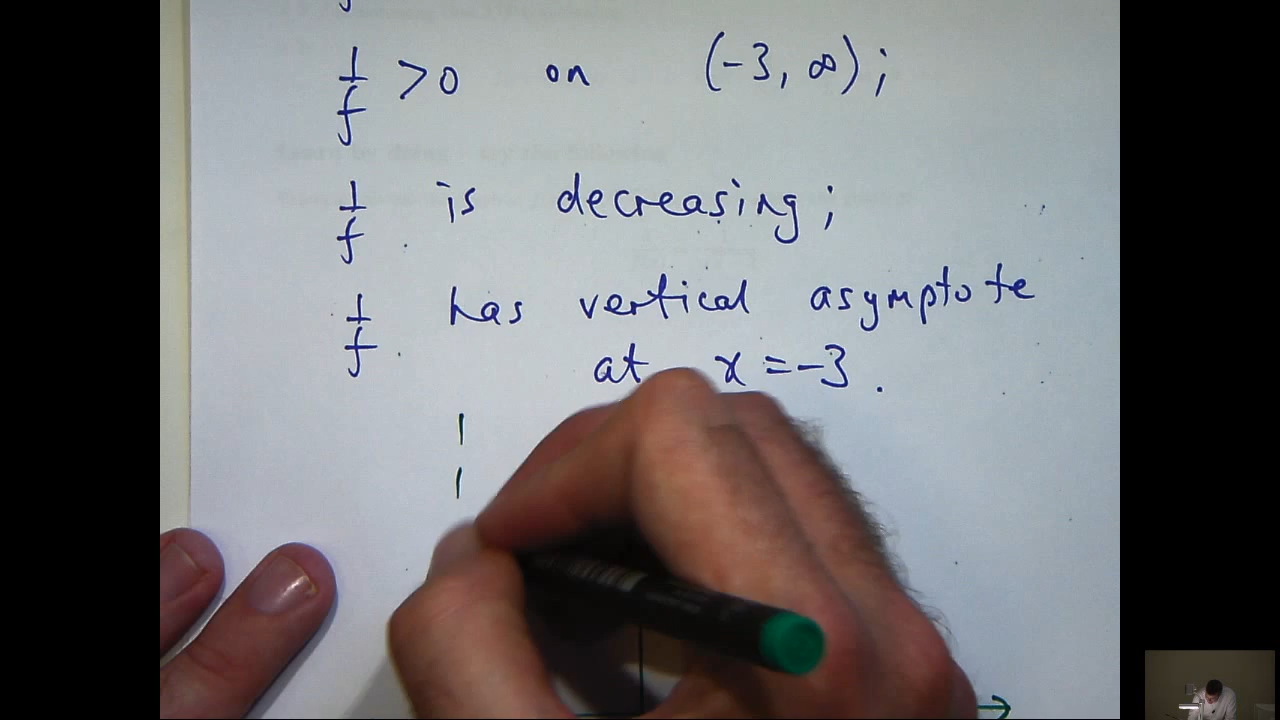 1/f >0 on (-3, ∞);
1/f is decreasing;
1/f has vertical asymptote
at x=-3.